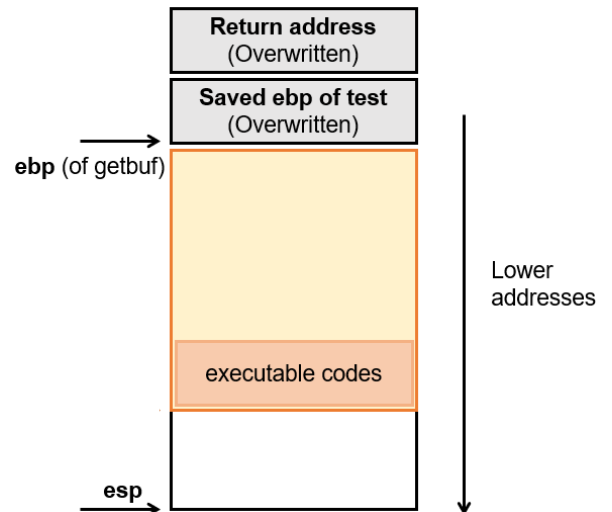 Return address
(Overwritten)
Saved ebp of test
(Overwritten)
ebp (of getbuf)
Lower
addresses
executable codes
esp